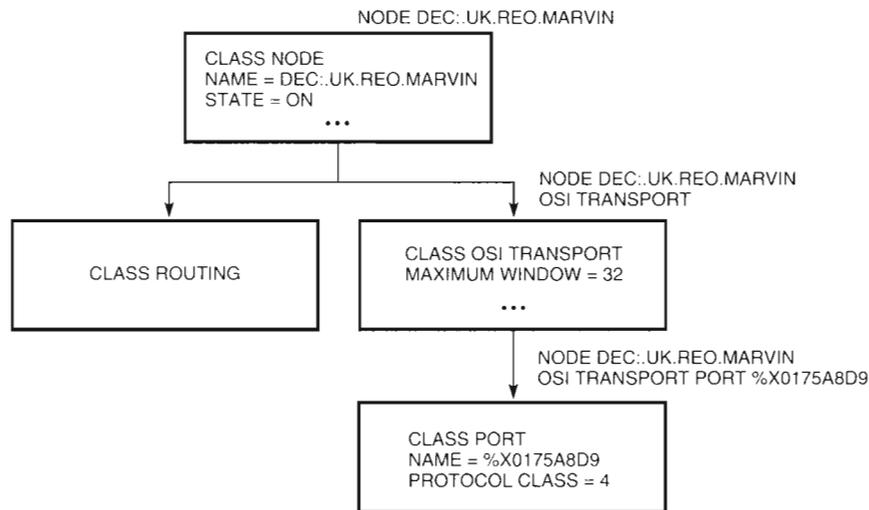 NODE DEC:.UK.REO.MARVIN
CLASS NODE
NAME = DEC:.UK.REO.MARVIN
STATE = ON
•••
NODE DEC:.UK.REO.MARVIN
OSI TRANSPORT
CLASS ROUTING
CLASS OSI TRANSPORT
MAXIMUM WINDOW = 32
•••
NODE DEC:.UK.REO.MARVIN
OSI TRANSPORT PORT %X0175A8D9
CLASS PORT
NAME = %X0175A8D9
PROTOCOL CLASS = 4